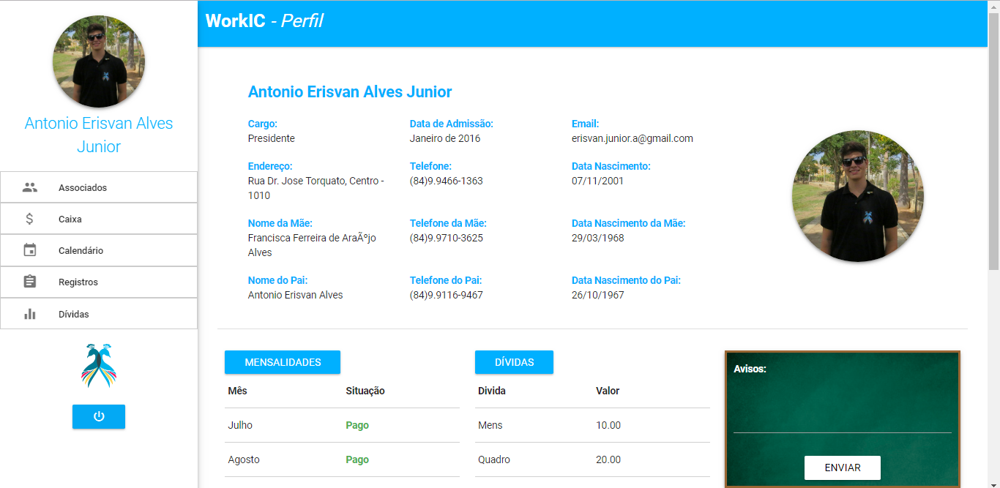 WorkIC - Perfil
Antonio Erisvan Alves
Junior
Associados
Caixa
Calendário
Registros
Dívidas
Antonio Erisvan Alves Junior
Cargo:
Presidente
Data de Admissão:
Janeiro de 2016
Email:
erisvan.junior.a@gmail.com
Endereço:
Rua Dr. Jose Torquato, Centro -
1010
Telefone:
(84)9.9466-1363
Data Nascimento:
07/11/2001
Nome da Mãe:
Francisca Ferreira de AraÃºjo
Alves
Telefone da Mãe:
(84)9.9710-3625
Data Nascimento da Mãe:
29/03/1968
Nome do Pai:
Antonio Erisvan Alves
Telefone do Pai:
(84)9.9116-9467
Data Nascimento do Pai:
26/10/1967
MENSALIDADES
Mês Situação
Julho Pago
Agosto Pago
DÍVIDAS
Divida Valor
Mens 10.00
Quadro 20.00
Avisos:
ENVIAR